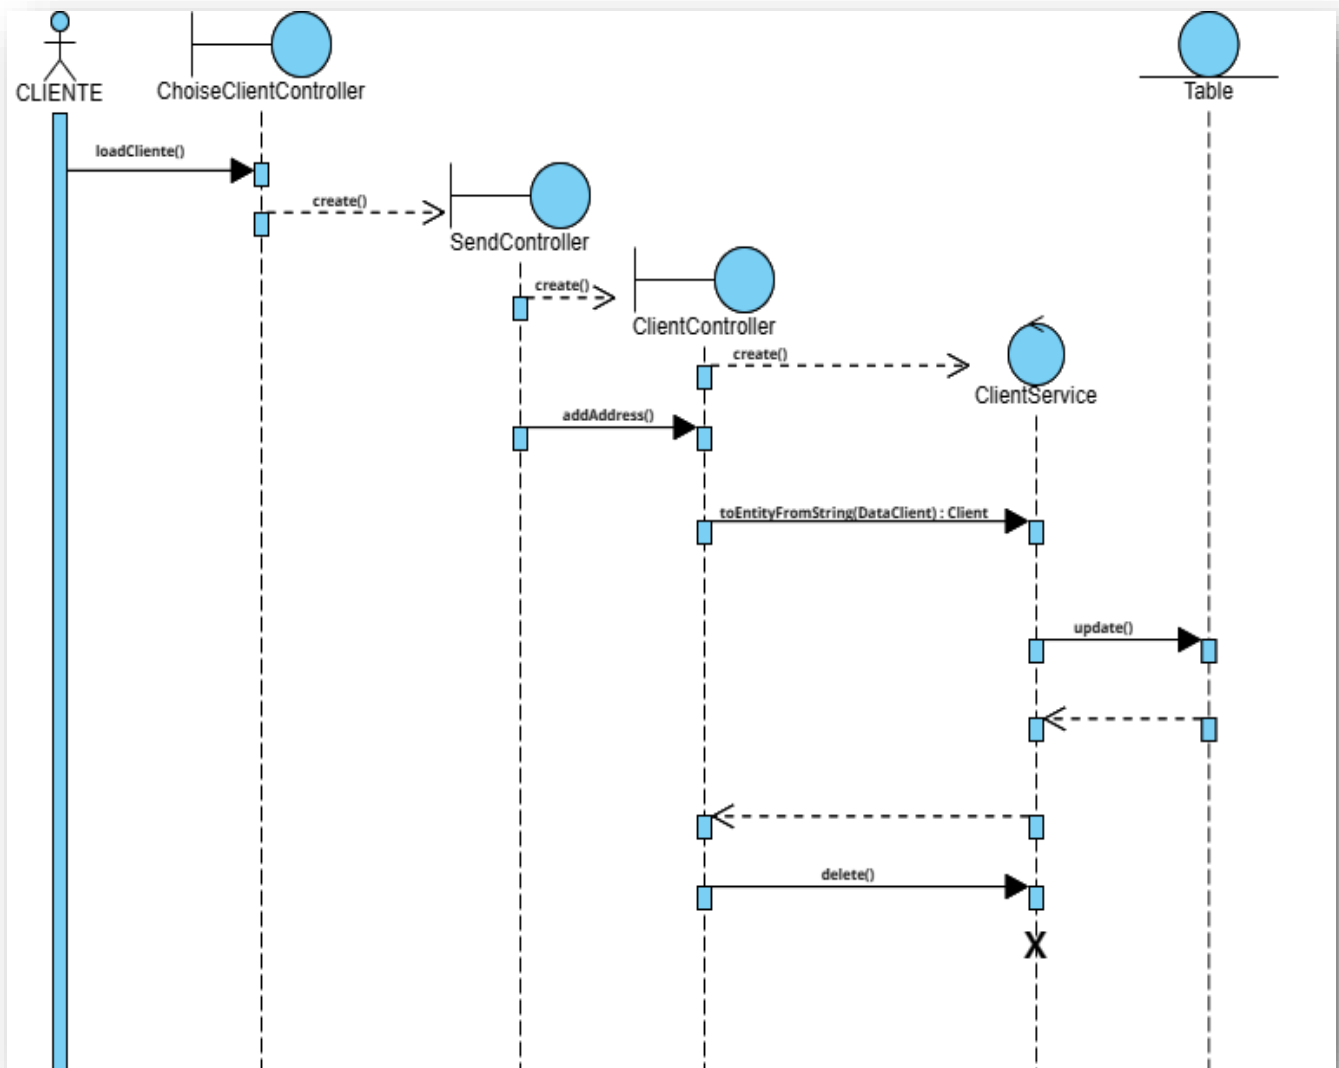 CLIENTE
ChoiseClientController
Table
loadCliente()
create()
SendController
create()
ClientController
create()
ClientService
addAddress()
toEntityFromString(DataClient) : Client
update()
delete()
X